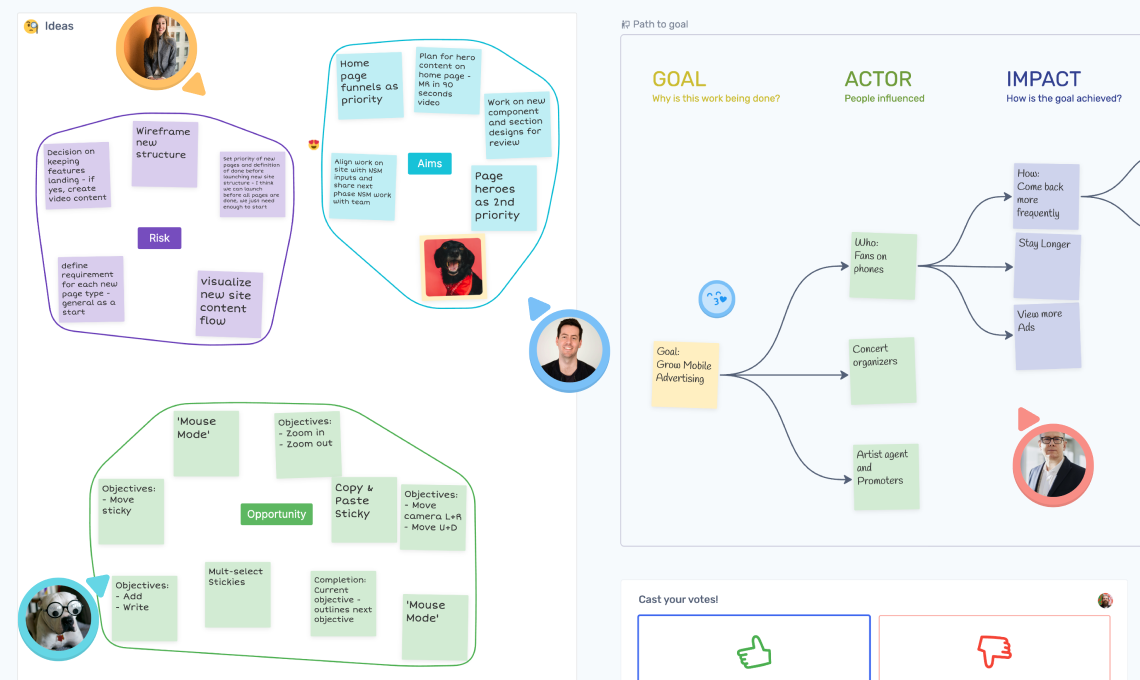 Ideas
Decision on
keeping
features
landing - if
yes, create
video content
Wireframe
new
structure
Set priority of new
pages and definition
of done before
launching new site
structure - I think
we can launch
before all pages are
done, we just need
enough to start
Risk
define
requirement
for each new
page type -
general as a
start
visualize
new site
content
flow
Home
page
funnels as
priority
Plan for hero
content on
home page -
MR in 90
seconds
video
Work on new
component
and section
designs for
review
Aims
Align work on
site with NSM
inputs and
share next
phase NSM work
with team
Page
heroes
as 2nd
priority
'Mouse
Mode'
Objectives:
- Zoom in
- Zoom out
Objectives:
- Move
sticky
Opportunity
Copy &
Paste
Sticky
Objectives:
- Move
camera L+R
- Move U+D
Objectives:
- Add
- Write
Mult-select
Stickies
Completion:
Current
objective -
outlines next
objective
'Mouse
Mode'
Path to goal
GOAL
Why is this work being done?
ACTOR
People influenced
IMPACT
How is the goal achieved?
Goal:
Grow Mobile
Advertising
Who:
Fans on
phones
Concert
organizers
Artist agent
and
Promoters
How:
Come back
more
frequently
Stay Longer
View more
Ads
Cast your votes!